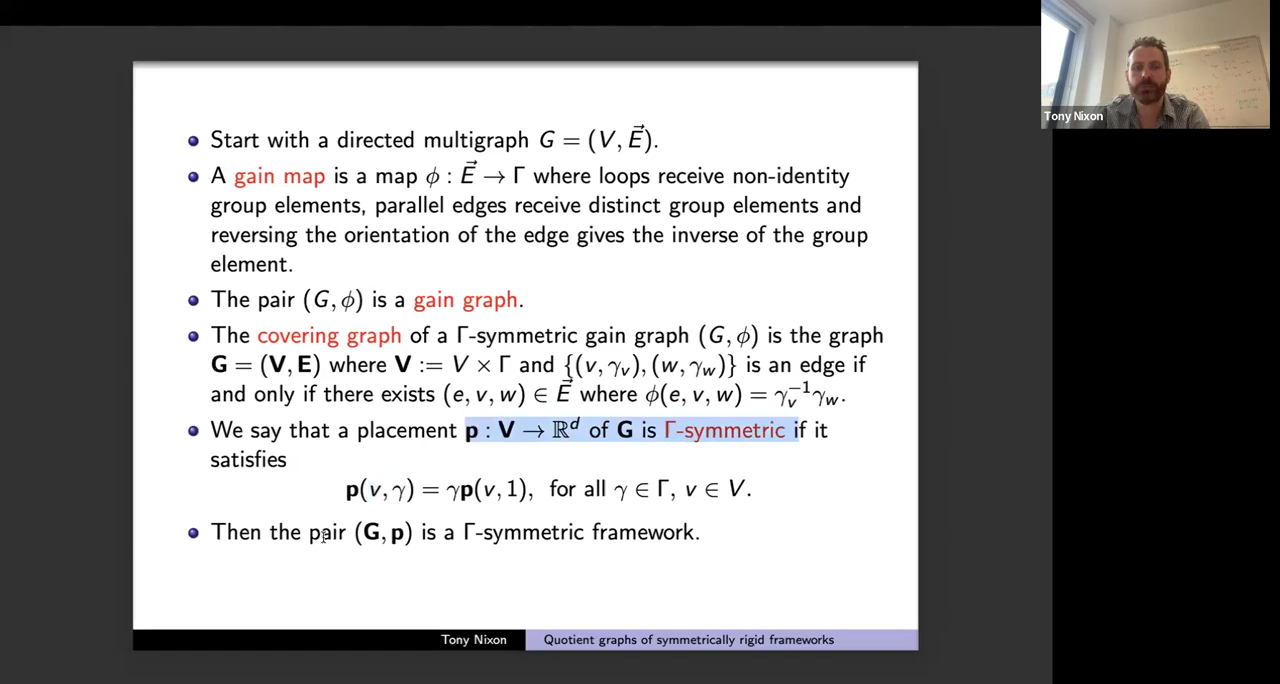 Tony Nixon
Start with a directed multigraph G = (V, E⃗).
A gain map is a map ϕ : E⃗ → Γ where loops receive non-identity
group elements, parallel edges receive distinct group elements and
reversing the orientation of the edge gives the inverse of the group
element.
The pair (G, ϕ) is a gain graph.
The covering graph of a Γ-symmetric gain graph (G, ϕ) is the graph
G = (V, E) where V := V × Γ and {(v, γᵥ), (w, γ_w)} is an edge if
and only if there exists (e, v, w) ∈ E⃗ where ϕ(e, v, w) = γᵥ⁻¹γ_w.
We say that a placement p : V → ℝᵈ of G is Γ-symmetric if it
satisfies
p(v, γ) = γp(v, 1), for all γ ∈ Γ, v ∈ V.
Then the pair (G, p) is a Γ-symmetric framework.
Tony Nixon Quotient graphs of symmetrically rigid frameworks